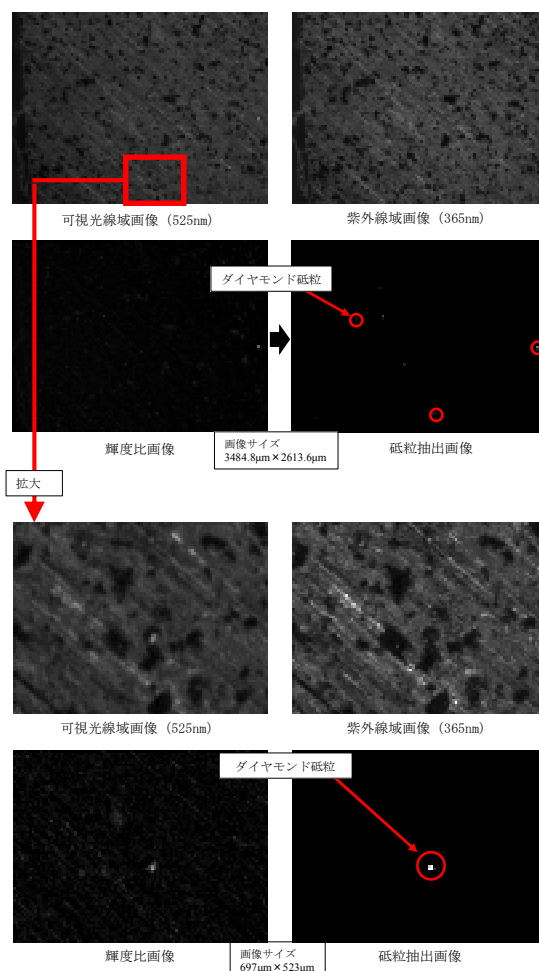 可視光線域画像 (525nm)
紫外線域画像 (365nm)
ダイヤモンド砥粒
輝度比画像
画像サイズ
3484.8μm×2613.6μm
砥粒抽出画像
拡大
可視光線域画像 (525nm)
紫外線域画像 (365nm)
ダイヤモンド砥粒
輝度比画像
画像サイズ
697μm×523μm
砥粒抽出画像